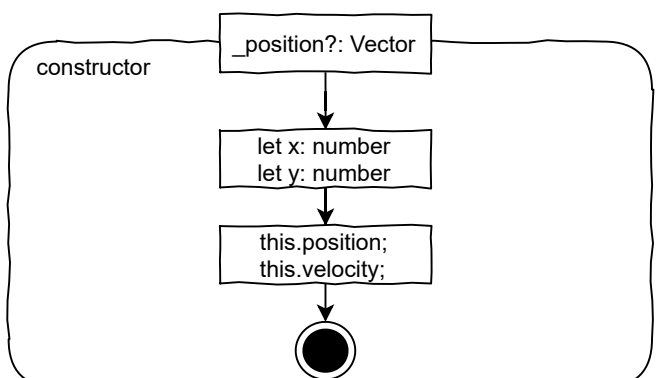 _position?: Vector
constructor
let x: number
let y: number
this.position;
this.velocity;